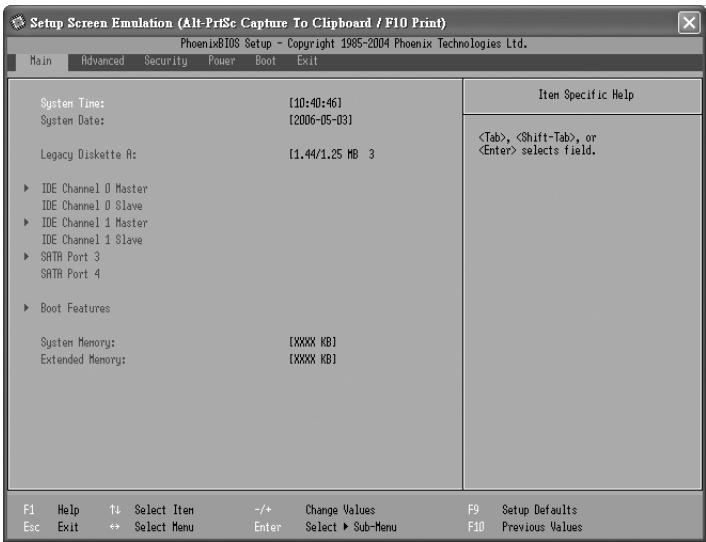 Setup Screen Emulation (Alt-PrtSc Capture To Clipboard / F10 Print)
PhoenixBIOS Setup - Copyright 1985-2004 Phoenix Technologies Ltd.
Main Advanced Security Power Boot Exit
Item Specific Help
System Time: [10:40:46]
System Date: [2006-05-03]
<Tab>, <Shift-Tab>, or
<Enter> selects field.
Legacy Diskette A: [1.44/1.25 MB 3
IDE Channel 0 Master
IDE Channel 0 Slave
IDE Channel 1 Master
IDE Channel 1 Slave
SATA Port 3
SATA Port 4
Boot Features
System Memory: [XXXX KB]
Extended Memory: [XXXX KB]
F1 Help ↑↓ Select Item -/+ Change Values F9 Setup Defaults
Esc Exit ↔ Select Menu Enter Select ▶ Sub-Menu F10 Previous Values